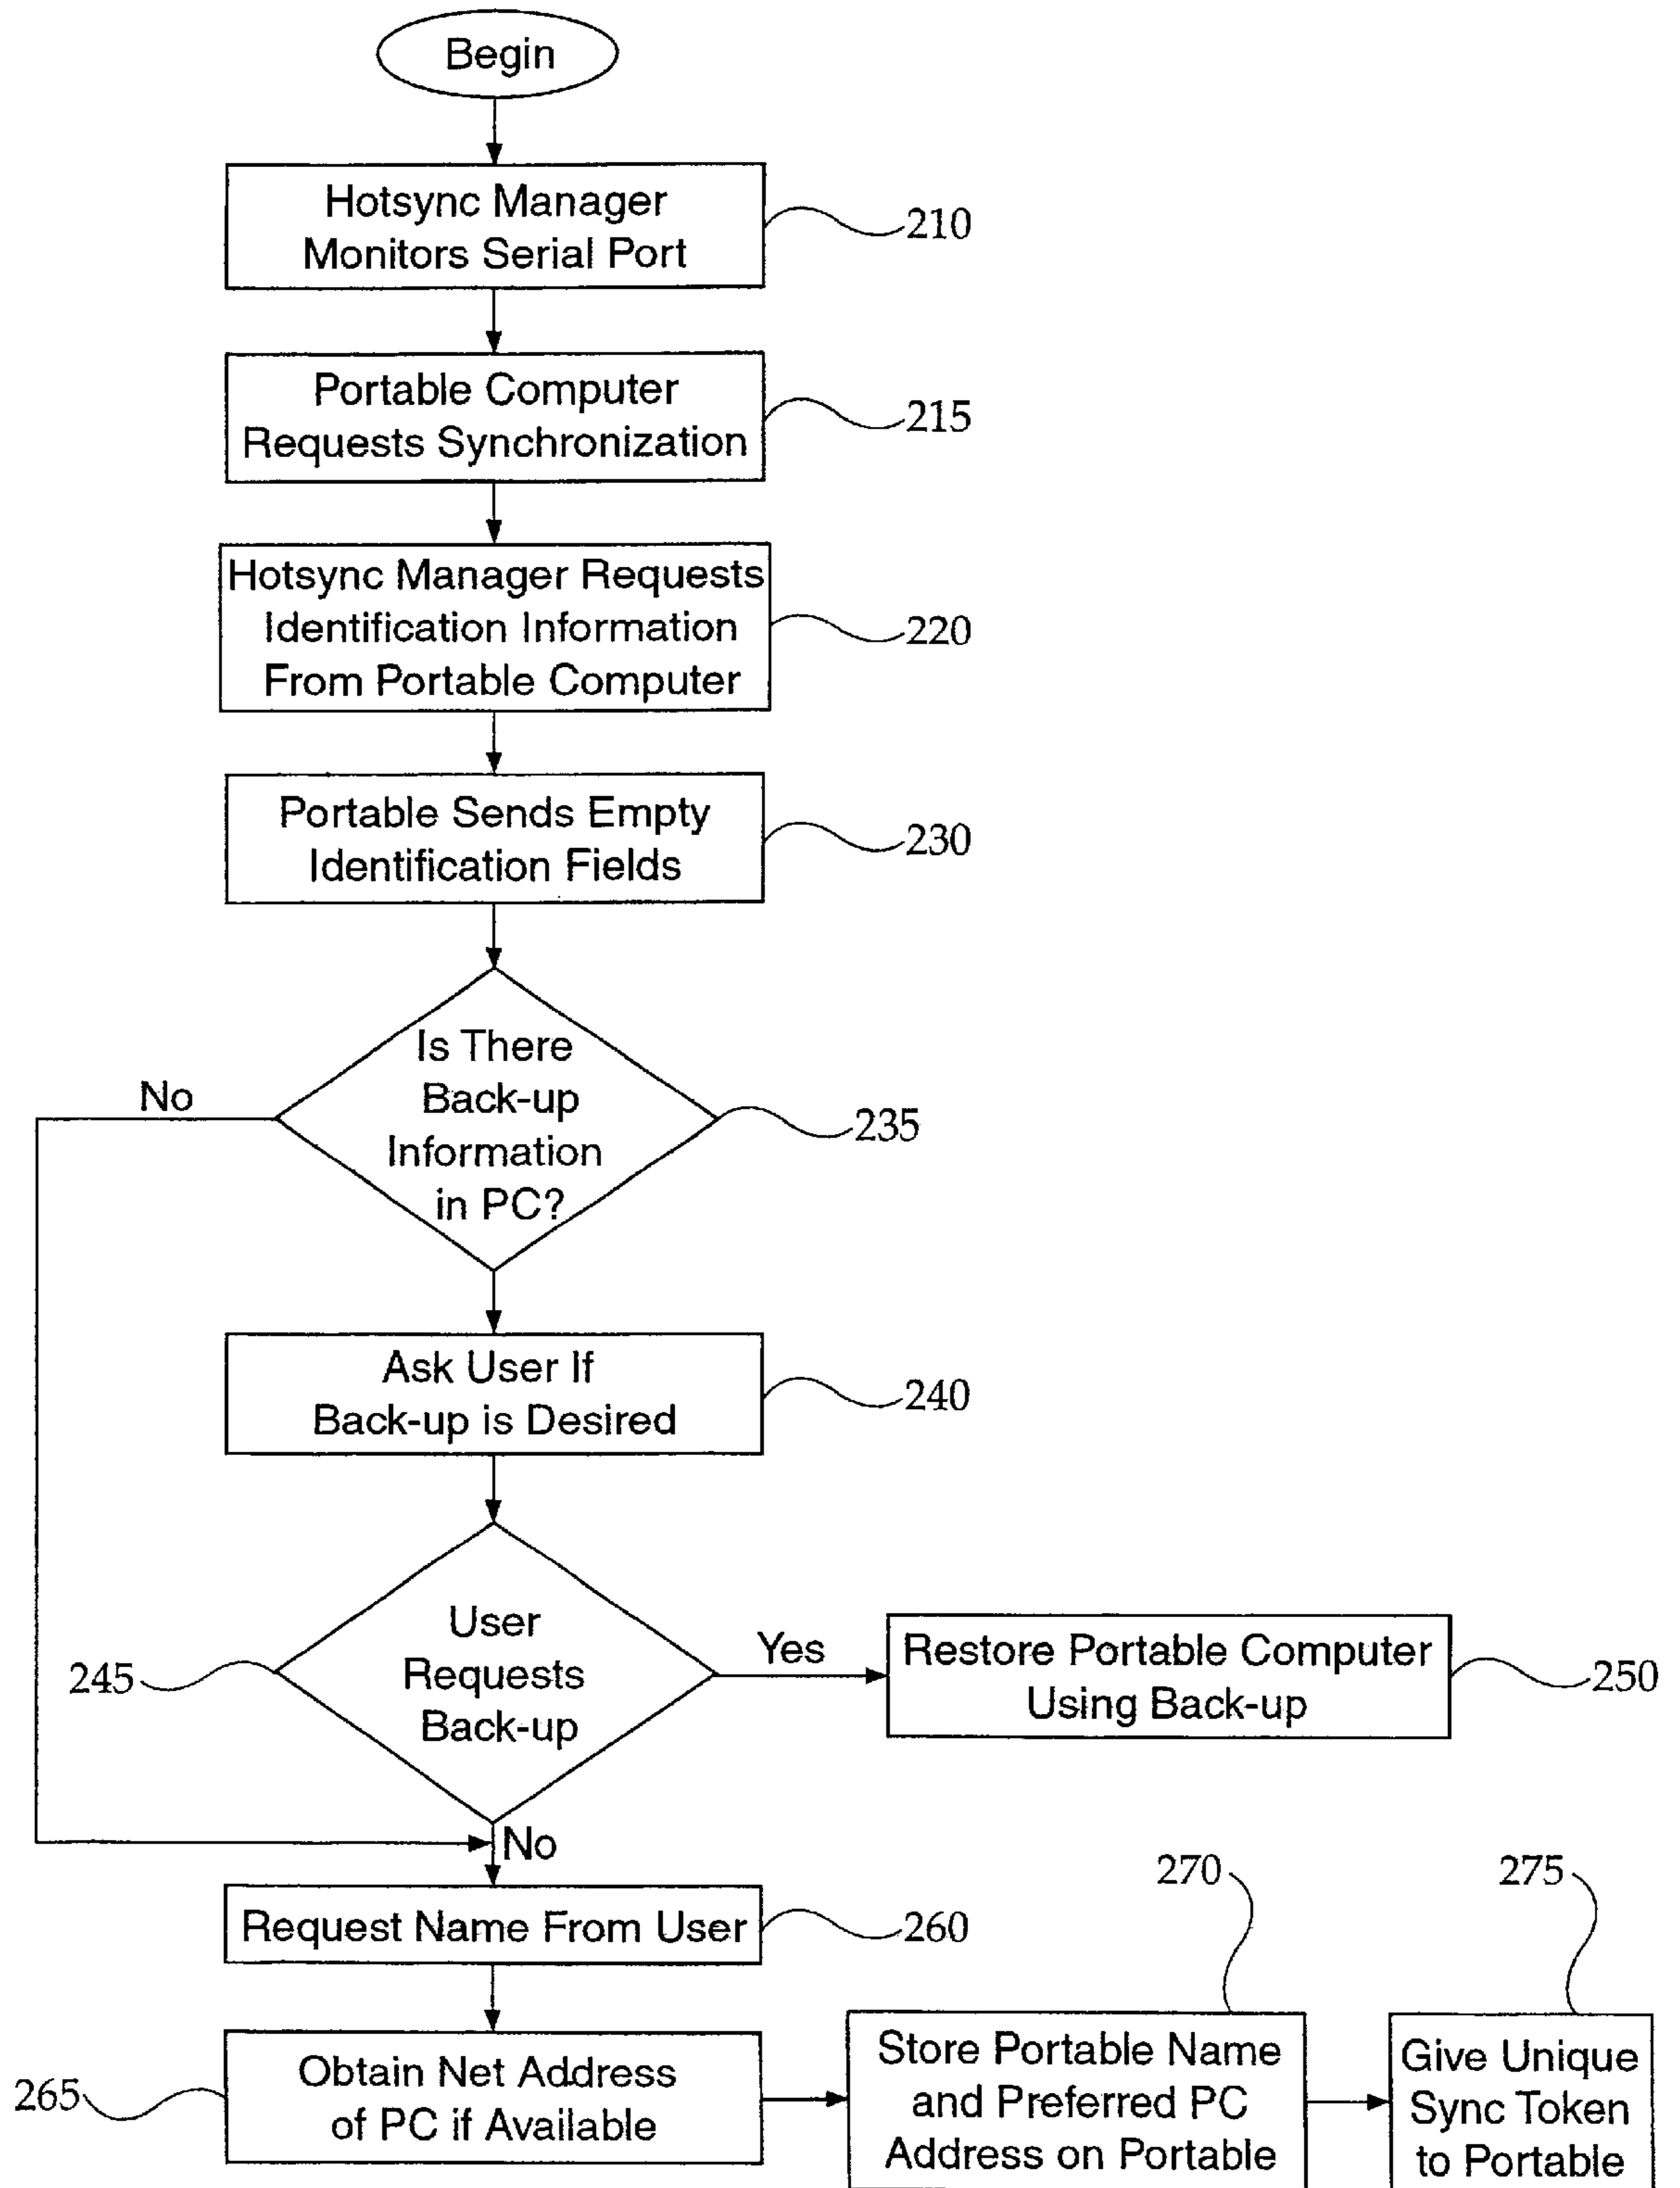 Begin
Hotsync Manager
Monitors Serial Port
210
Portable Computer
Requests Synchronization
215
Hotsync Manager Requests
Identification Information
From Portable Computer
220
Portable Sends Empty
Identification Fields
230
Is There
Back-up
Information
in PC?
No
235
Ask User If
Back-up is Desired
240
User
Requests
Back-up
245
Yes
Restore Portable Computer
Using Back-up
250
No
Request Name From User
260
Obtain Net Address
of PC if Available
265
270
Store Portable Name
and Preferred PC
Address on Portable
275
Give Unique
Sync Token
to Portable